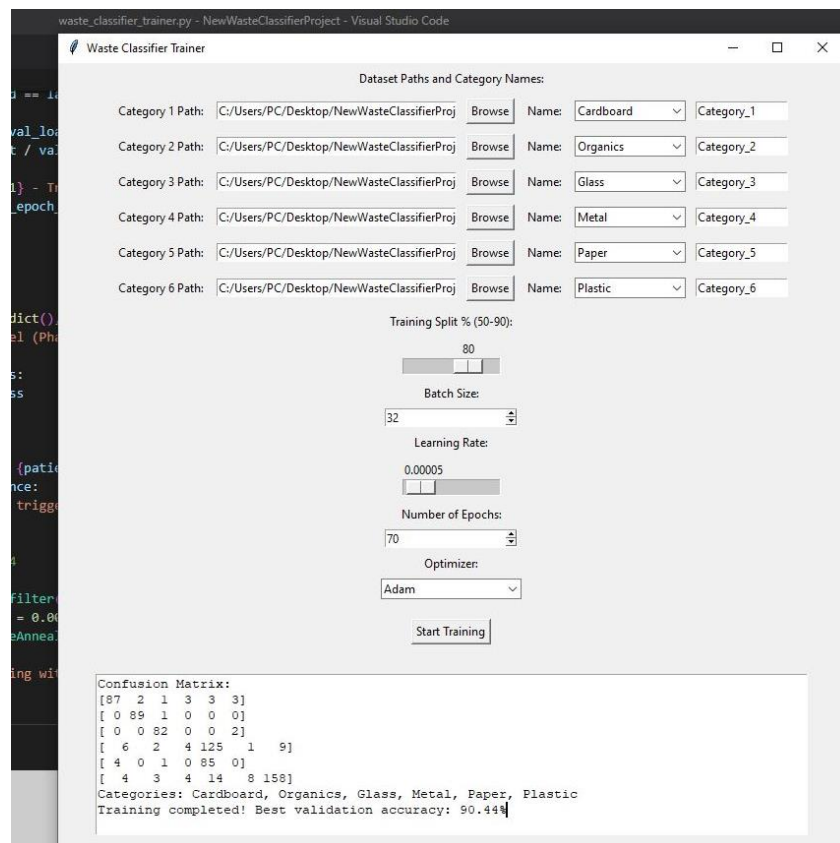 waste_classifier_trainer.py - NewWasteClassifierProject - Visual Studio Code
Waste Classifier Trainer
Dataset Paths and Category Names:
Category 1 Path: C:/Users/PC/Desktop/NewWasteClassifierProj Browse Name: Cardboard Category_1
Category 2 Path: C:/Users/PC/Desktop/NewWasteClassifierProj Browse Name: Organics Category_2
Category 3 Path: C:/Users/PC/Desktop/NewWasteClassifierProj Browse Name: Glass Category_3
Category 4 Path: C:/Users/PC/Desktop/NewWasteClassifierProj Browse Name: Metal Category_4
Category 5 Path: C:/Users/PC/Desktop/NewWasteClassifierProj Browse Name: Paper Category_5
Category 6 Path: C:/Users/PC/Desktop/NewWasteClassifierProj Browse Name: Plastic Category_6
Training Split % (50-90):
80
Batch Size:
32
Learning Rate:
0.00005
Number of Epochs:
70
Optimizer:
Adam
Start Training
Confusion Matrix:
[87 2 1 3 3 3]
[ 0 89 1 0 0 0]
[ 0 0 82 0 0 2]
[ 6 2 4 125 1 9]
[ 4 0 1 0 85 0]
[ 4 3 4 14 8 158]
Categories: Cardboard, Organics, Glass, Metal, Paper, Plastic
Training completed! Best validation accuracy: 90.44%